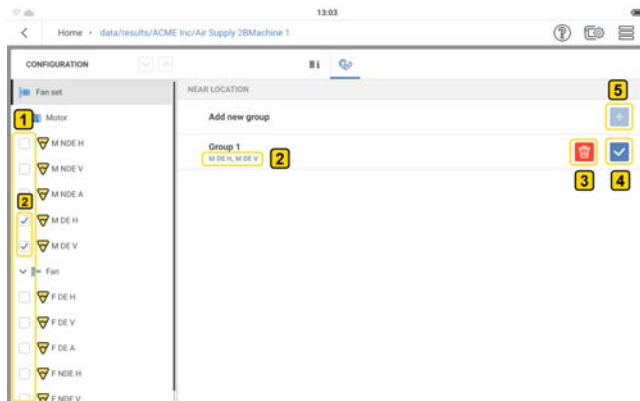 13:03
Home › data/results/ACME Inc/Air Supply 2BMachine 1
CONFIGURATION
Fan set
NEAR LOCATION
5
1
Motor
Add new group
M NDE H
Group 1
M DE H, M DE V
2
M NDE V
3
4
M NDE A
2
M DE H
M DE V
Fan
F DE H
F DE V
F DE A
F NDE H
F NDE V